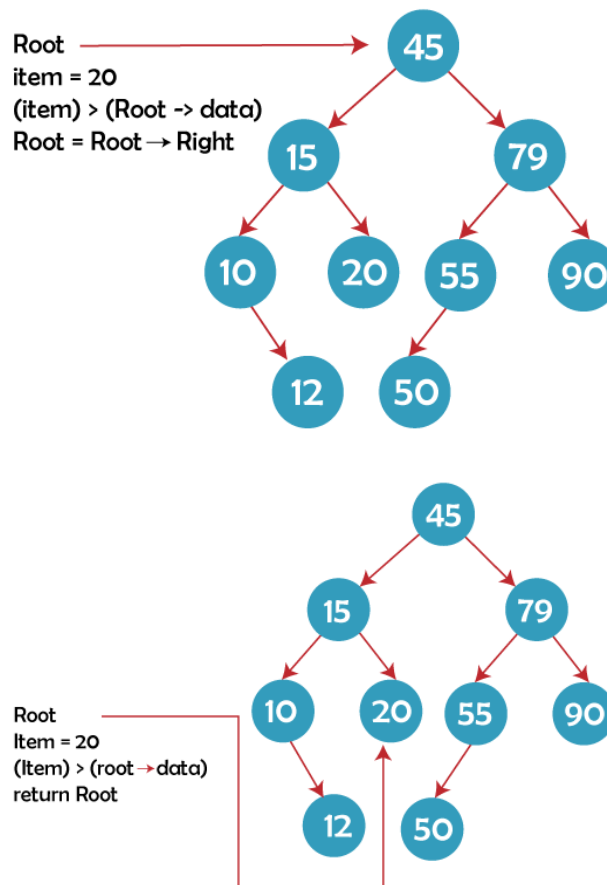 Root
item = 20
(item) > (Root -> data)
Root = Root → Right
45
15 79
10 20 55 90
12 50
45
15 79
10 20 55 90
12 50
Root
Item = 20
(Item) > (root → data)
return Root